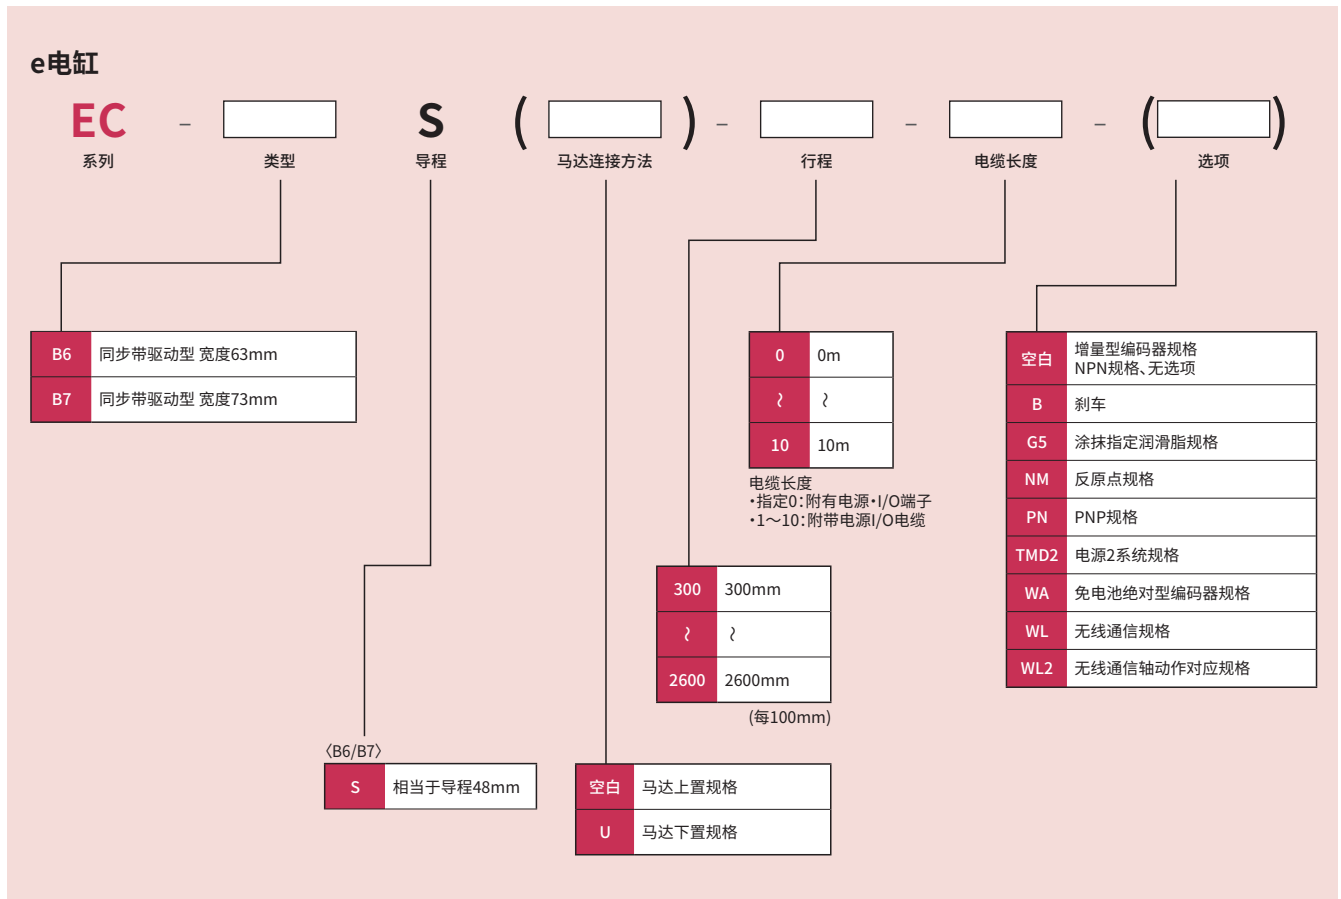 e电缸
EC – S ( ) – – – ( )
系列 类型 导程 马达连接方法 行程 电缆长度 选项
B6 同步带驱动型 宽度63mm
B7 同步带驱动型 宽度73mm
0 0m
~ ~
10 10m
电缆长度
・指定0：附有电源・I/O端子
・1～10：附带电源I/O电缆
空白 增量型编码器规格
NPN规格、无选项
B 刹车
G5 涂抹指定润滑脂规格
NM 反原点规格
PN PNP规格
TMD2 电源2系统规格
WA 免电池绝对型编码器规格
WL 无线通信规格
WL2 无线通信轴动作对应规格
300 300mm
~ ~
2600 2600mm
(每100mm)
〈B6/B7〉
S 相当于导程48mm
空白 马达上置规格
U 马达下置规格